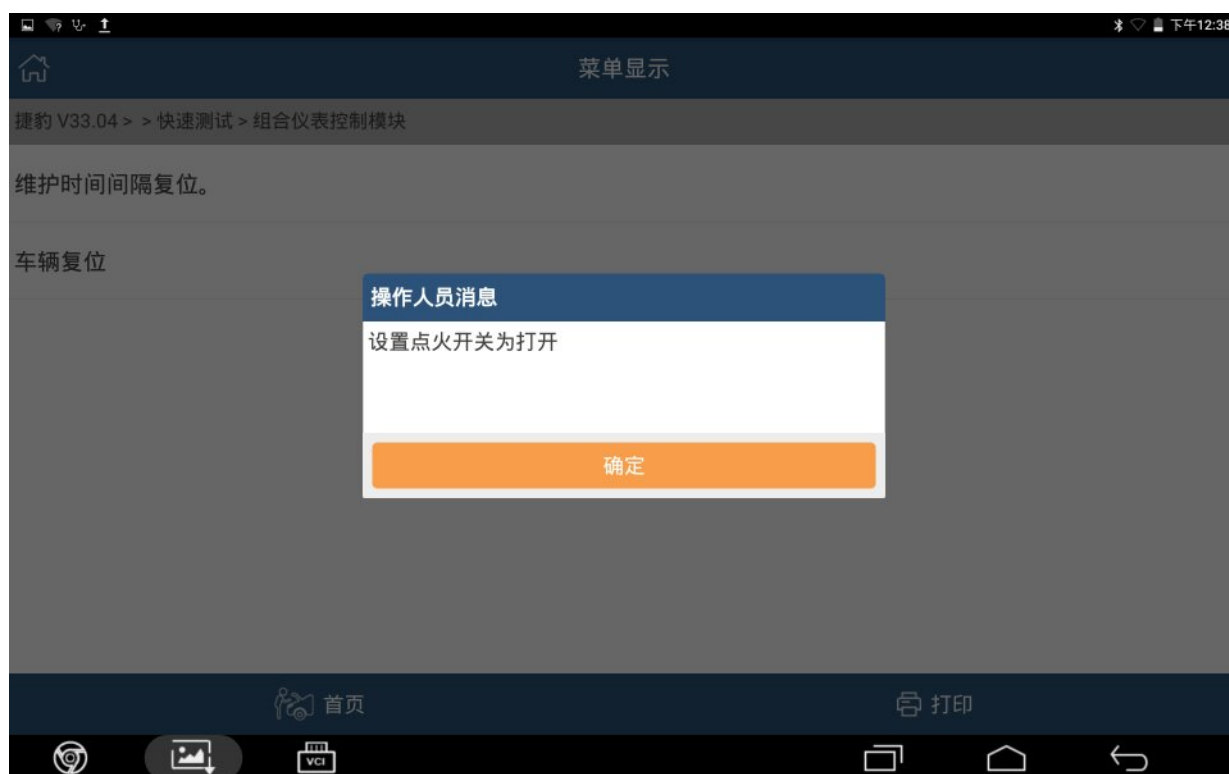 下午12:38
菜单显示
捷豹 V33.04 > > 快速测试 > 组合仪表控制模块
维护时间间隔复位。
车辆复位
操作人员消息
设置点火开关为打开
确定
首页
打印
VCI